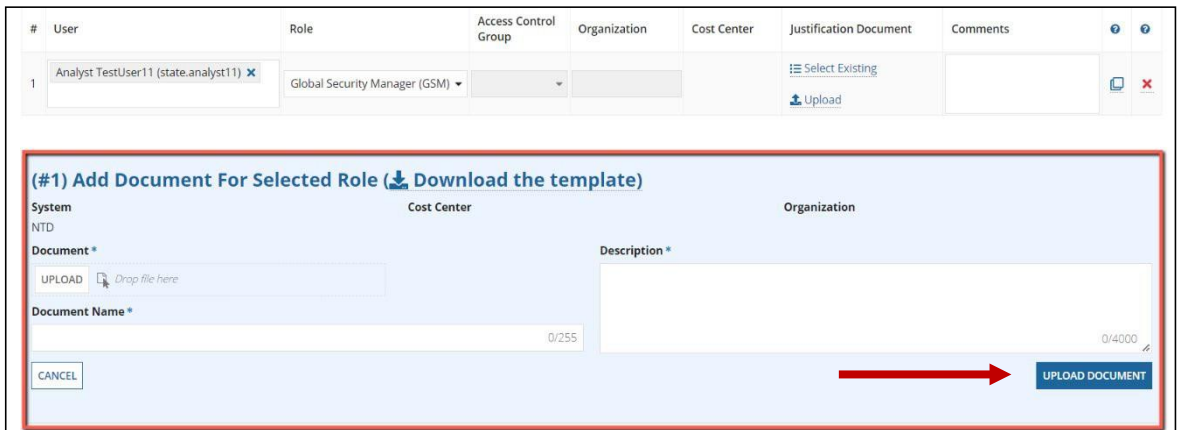 # User Role Access Control Group Organization Cost Center Justification Document Comments
1 Analyst TestUser11 (state.analyst11) Global Security Manager (GSM) Select Existing
Upload
(#1) Add Document For Selected Role (Download the template)
System Cost Center Organization
NTD
Document * Description *
UPLOAD Drop file here
Document Name *
0/255 0/4000
CANCEL UPLOAD DOCUMENT